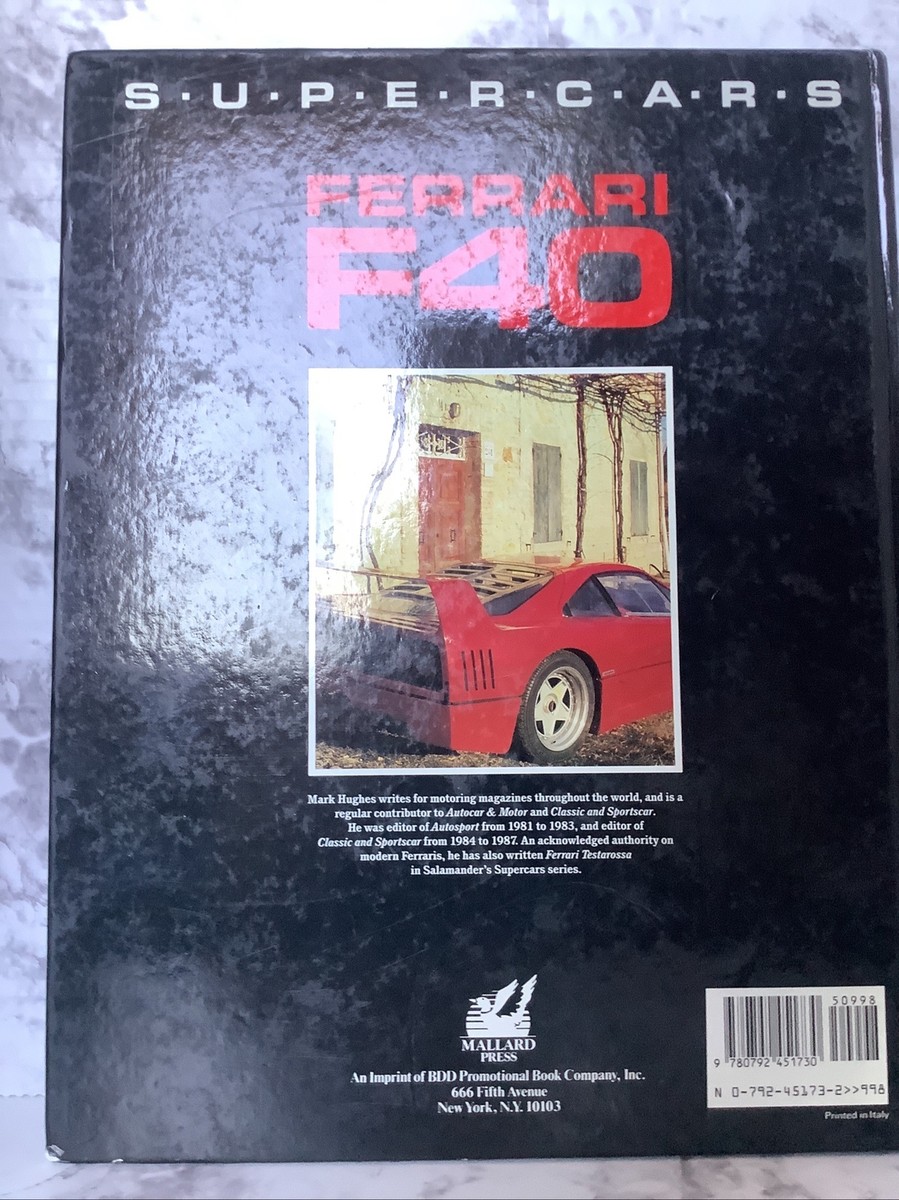 S·U·P·E·R·C·A·R·S
FERRARI
F40
Mark Hughes writes for motoring magazines throughout the world, and is a
regular contributor to Autocar & Motor and Classic and Sportscar.
He was editor of Autosport from 1981 to 1983, and editor of
Classic and Sportscar from 1984 to 1987. An acknowledged authority on
modern Ferraris, he has also written Ferrari Testarossa
in Salamander's Supercars series.
MALLARD
PRESS
An Imprint of BDD Promotional Book Company, Inc.
666 Fifth Avenue
New York, N.Y. 10103
50998
9 780792 451730
N 0-792-45173-2>>998
Printed in Italy